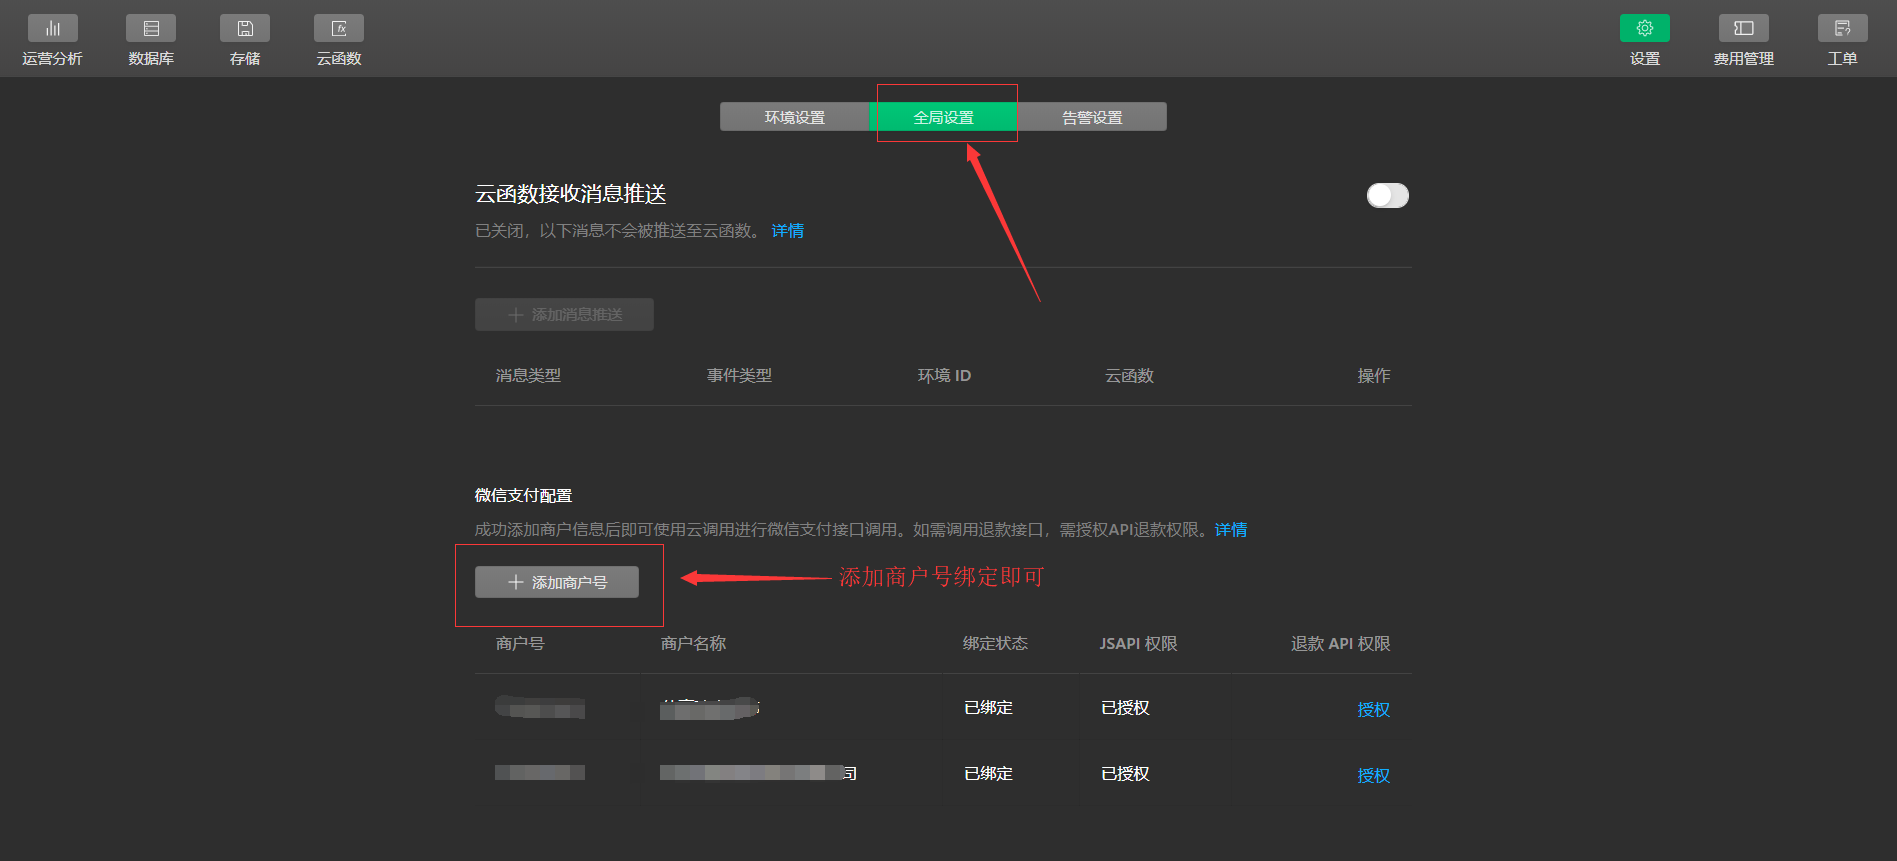 运营分析 数据库 存储 云函数 设置 费用管理 工单
环境设置 全局设置 告警设置
云函数接收消息推送
已关闭，以下消息不会被推送至云函数。 详情
添加消息推送
消息类型 事件类型 环境 ID 云函数 操作
微信支付配置
成功添加商户信息后即可使用云调用进行微信支付接口调用。如需调用退款接口，需授权API退款权限。详情
添加商户号 添加商户号绑定即可
商户号 商户名称 绑定状态 JSAPI 权限 退款 API 权限
已绑定 已授权 授权
司 已绑定 已授权 授权